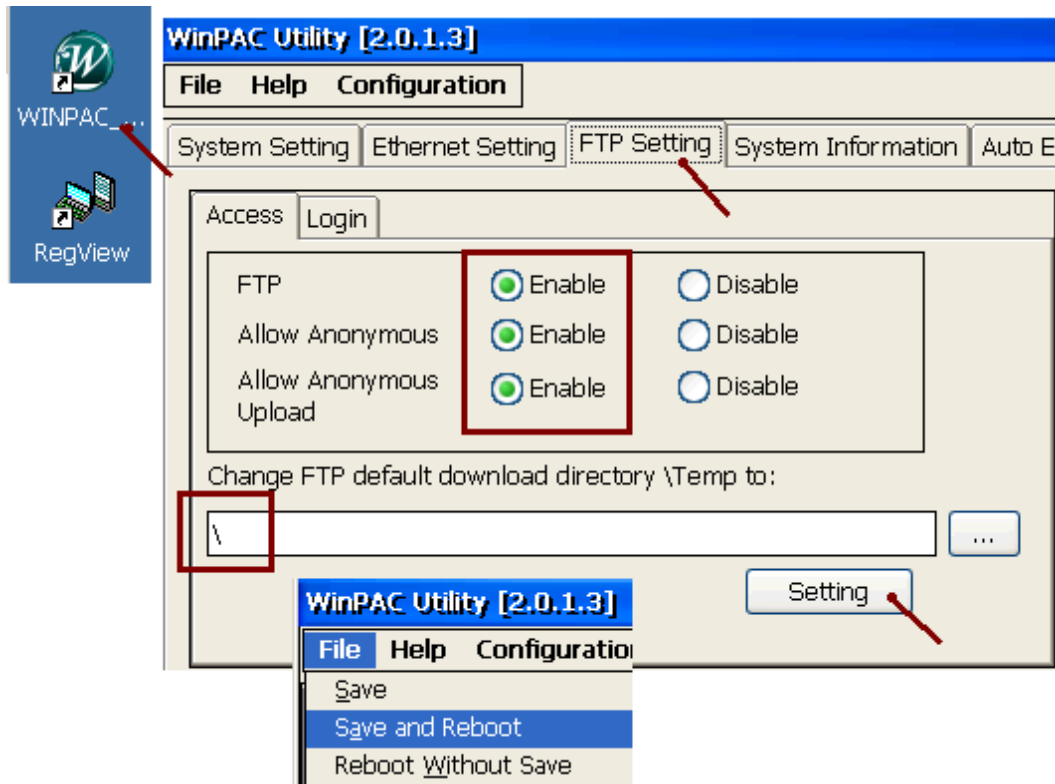 WINPAC_...
RegView
WinPAC Utility [2.0.1.3]
File Help Configuration
System Setting Ethernet Setting FTP Setting System Information Auto E
Access Login
FTP Enable Disable
Allow Anonymous Enable Disable
Allow Anonymous
Upload Enable Disable
Change FTP default download directory \Temp to:
\ ...
Setting
WinPAC Utility [2.0.1.3]
File Help Configuratio
Save
Save and Reboot
Reboot Without Save